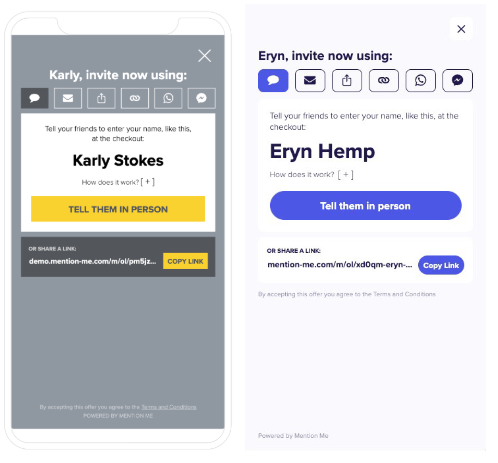 Karly, invite now using:
Tell your friends to enter your name, like this,
at the checkout:
Karly Stokes
How does it work? [ + ]
TELL THEM IN PERSON
OR SHARE A LINK:
demo.mention-me.com/m/ol/pm5jz...
COPY LINK
By accepting this offer you agree to the Terms and Conditions
POWERED BY MENTION ME
Eryn, invite now using:
Tell your friends to enter your name, like this, at the
checkout:
Eryn Hemp
How does it work? [ + ]
Tell them in person
OR SHARE A LINK:
mention-me.com/m/ol/xd0qm-eryn-...
Copy Link
By accepting this offer you agree to the Terms and Conditions
Powered by Mention Me